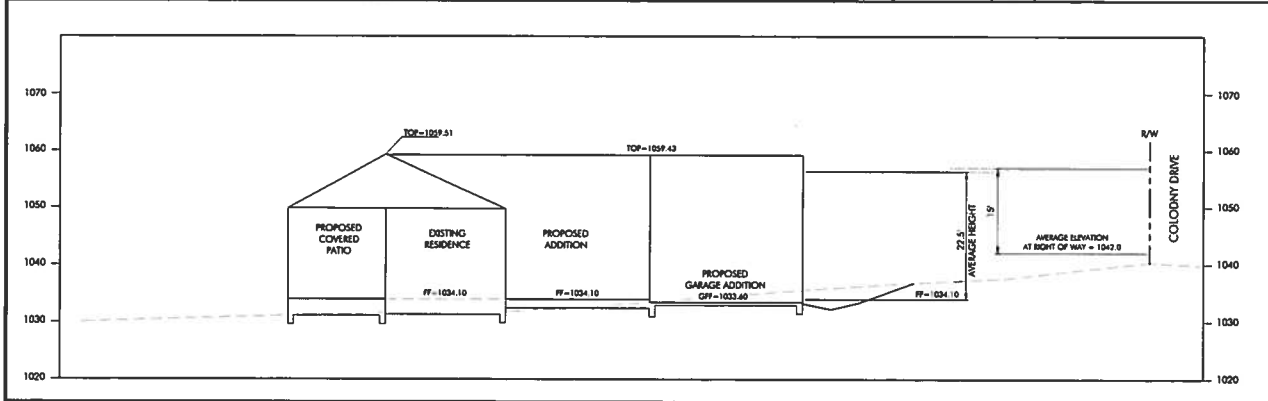 1070
1060
1050
1040
1030
1020
TOP=1059.51
TOP=1059.43
PROPOSED
COVERED
PATIO
EXISTING
RESIDENCE
FF=1034.10
PROPOSED
ADDITION
FF=1034.10
PROPOSED
GARAGE ADDITION
GFF=1033.60
22.5'
AVERAGE HEIGHT
FF=1034.10
15'
AVERAGE ELEVATION
AT RIGHT OF WAY = 1042.0
R/W
COLODNY DRIVE
1070
1060
1050
1040
1030
1020